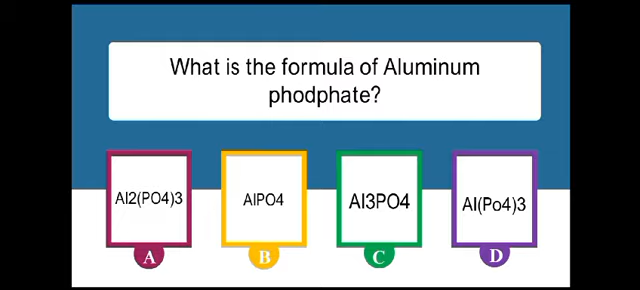 What is the formula of Aluminum
phodphate?
Al2(PO4)3
AlPO4
Al3PO4
Al(Po4)3
A
B
C
D